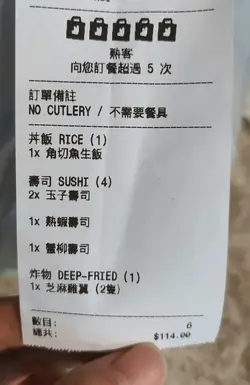 熟客
向您訂餐超過 5 次
訂單備註
NO CUTLERY / 不需要餐具
丼飯 RICE (1)
1x 角切魚生飯
壽司 SUSHI (4)
2x 玉子壽司
1x 熟蝦壽司
1x 蟹柳壽司
炸物 DEEP-FRIED (1)
1x 芝麻雞翼 (2隻)
數目: 6
總共: $114.00